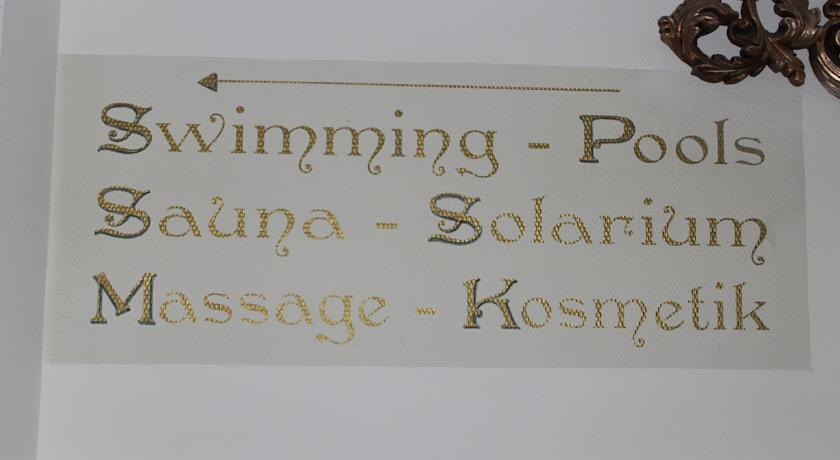 Swimming - Pools
Sauna - Solarium
Massage - Kosmetik